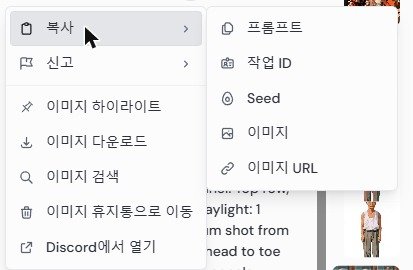 복사
신고
이미지 하이라이트
이미지 다운로드
이미지 검색
이미지 휴지통으로 이동
Discord에서 열기
프롬프트
작업 ID
Seed
이미지
이미지 URL
aylight: 1
m shot from
head to toe